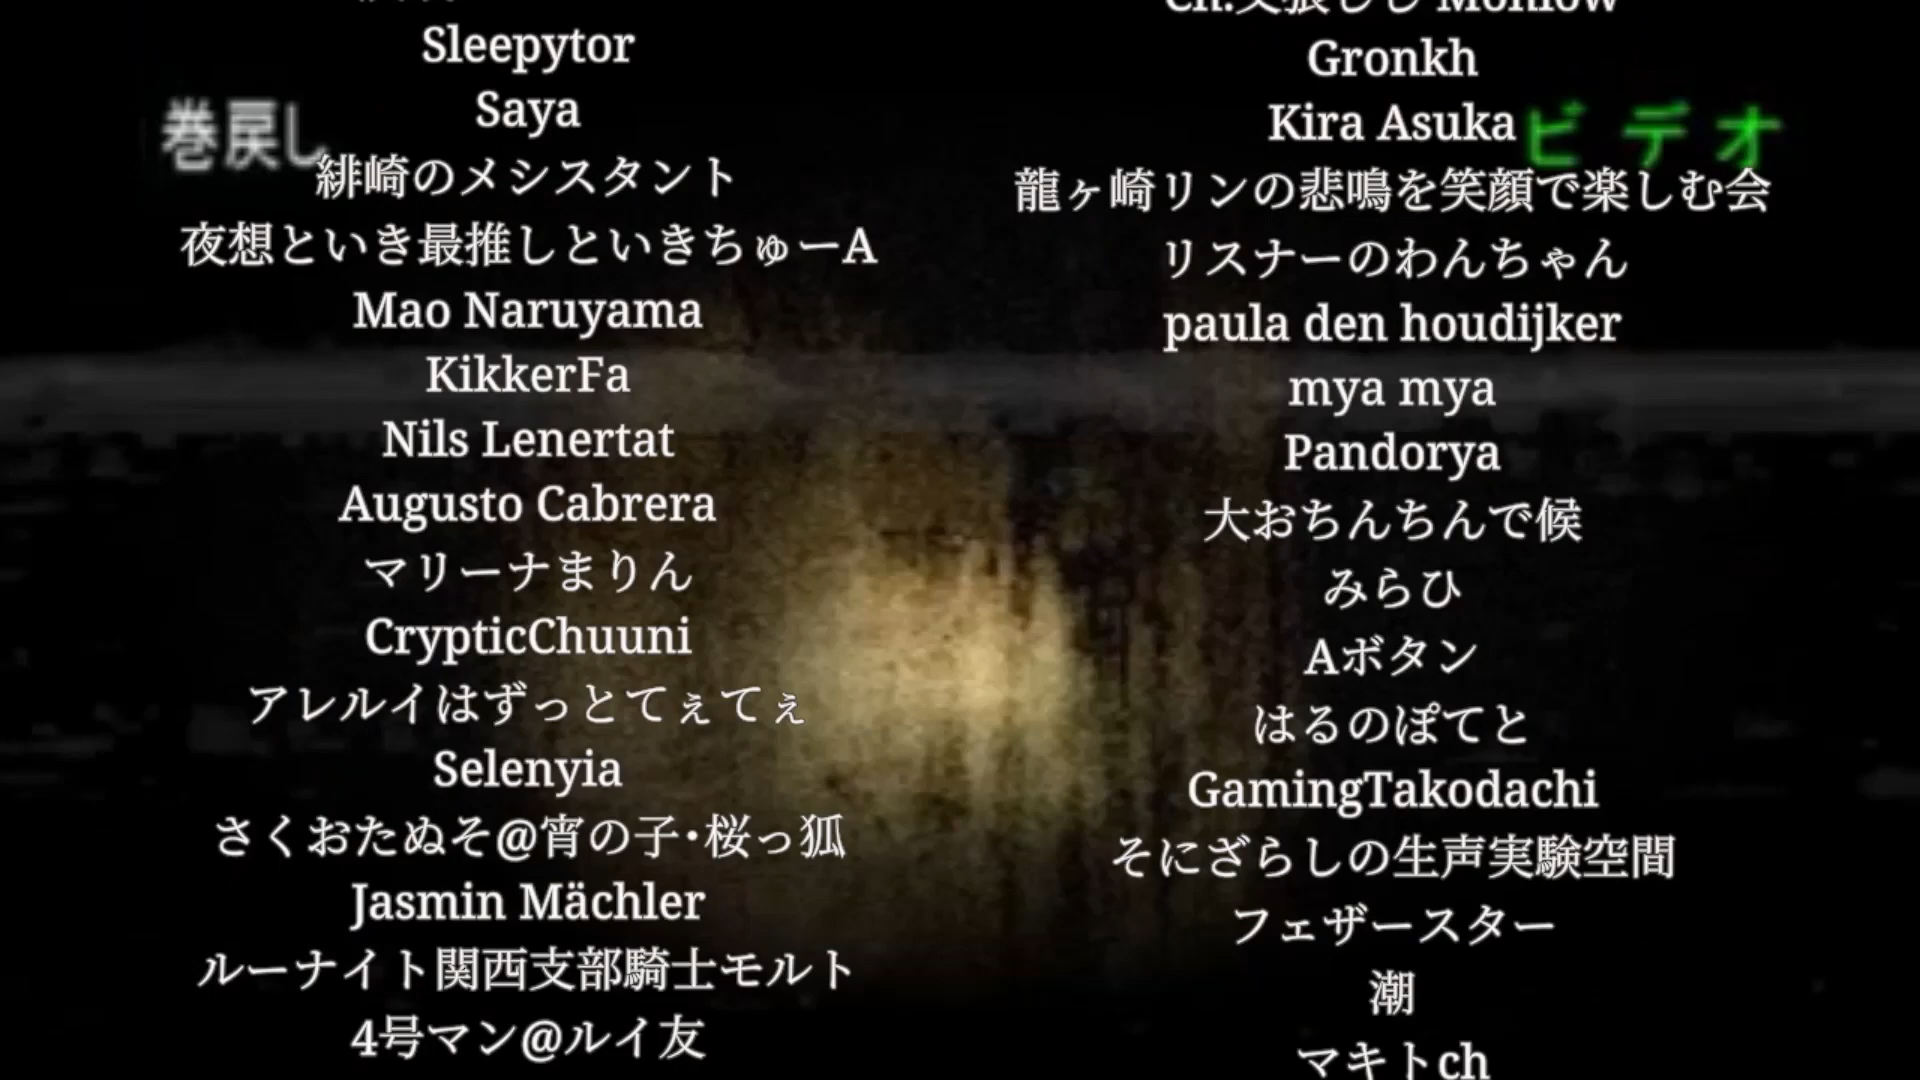 Sleepytor
Saya
緋崎のメシスタント
夜想といき最推しといきちゅーA
Mao Naruyama
KikkerFa
Nils Lenertat
Augusto Cabrera
マリーナまりん
CrypticChuuni
アレルイはずっとてぇてぇ
Selenyia
さくおたぬそ@宵の子・桜っ狐
Jasmin Mächler
ルーナイト関西支部騎士モルト
4号マン@ルイ友
巻戻し
Gronkh
Kira Asuka
龍ヶ崎リンの悲鳴を笑顔で楽しむ会
リスナーのわんちゃん
paula den houdijker
mya mya
Pandorya
大おちんちんで候
みらひ
Aボタン
はるのぽてと
GamingTakodachi
そにざらしの生声実験空間
フェザースター
潮
マキトch
ビデオ